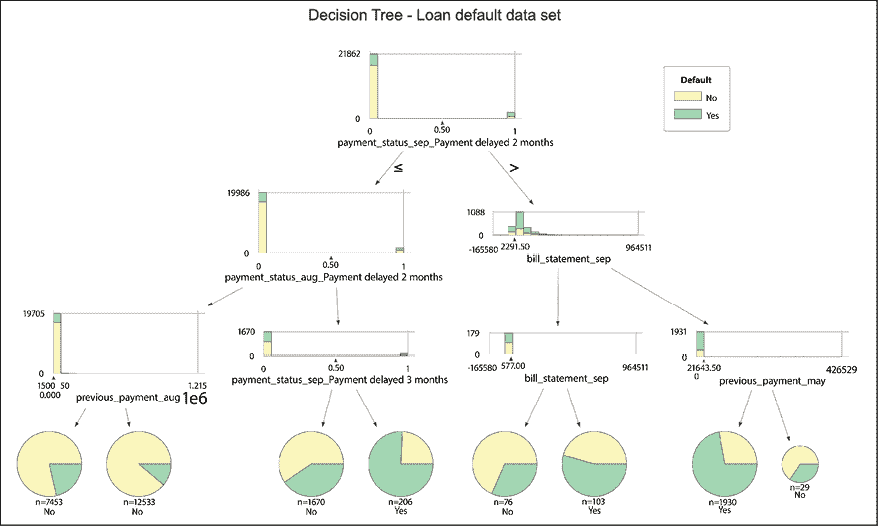 Decision Tree - Loan default data set
21862
0
0
0.50
1
payment_status_sep_Payment delayed 2 months
Default
No
Yes
≤
>
19986
0
0
0.50
1
payment_status_aug_Payment delayed 2 months
1088
0
-165580
2291.50
964511
bill_statement_sep
19705
0
1500
50
0.000
1.215
previous_payment_aug
1e6
1670
0
0
0.50
1
payment_status_sep_Payment delayed 3 months
179
0
-165580
577.00
964511
bill_statement_sep
1931
0
21643.50
0
426529
previous_payment_may
n=7453
No
n=12533
No
n=1670
No
n=206
Yes
n=76
No
n=103
Yes
n=1930
Yes
n=29
No